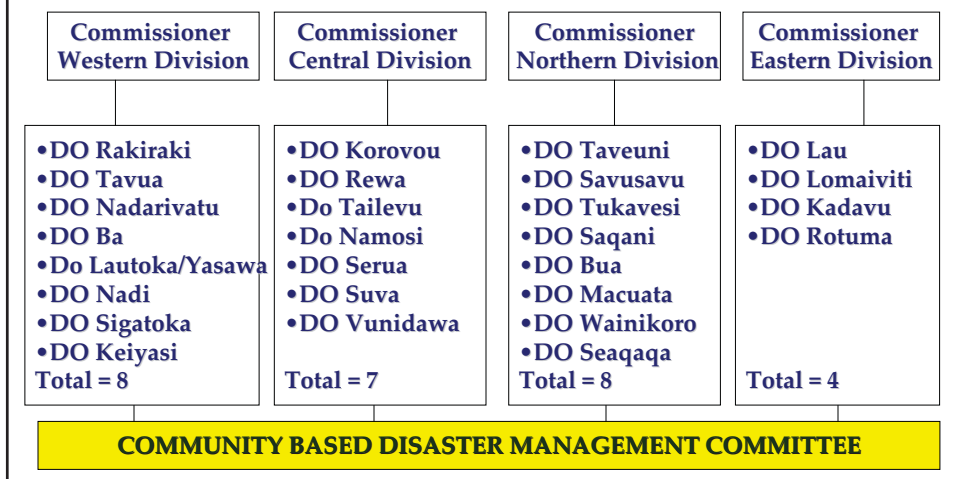 Commissioner
Western Division
Commissioner
Central Division
Commissioner
Northern Division
Commissioner
Eastern Division
•DO Rakiraki
•DO Tavua
•DO Nadarivatu
•DO Ba
•Do Lautoka/Yasawa
•DO Nadi
•DO Sigatoka
•DO Keiyasi
Total = 8
•DO Korovou
•DO Rewa
•Do Tailevu
•Do Namosi
•DO Serua
•DO Suva
•DO Vunidawa
Total = 7
•DO Taveuni
•DO Savusavu
•DO Tukavesi
•DO Saqani
•DO Bua
•DO Macuata
•DO Wainikoro
•DO Seaqaqa
Total = 8
•DO Lau
•DO Lomaiviti
•DO Kadavu
•DO Rotuma
Total = 4
COMMUNITY BASED DISASTER MANAGEMENT COMMITTEE